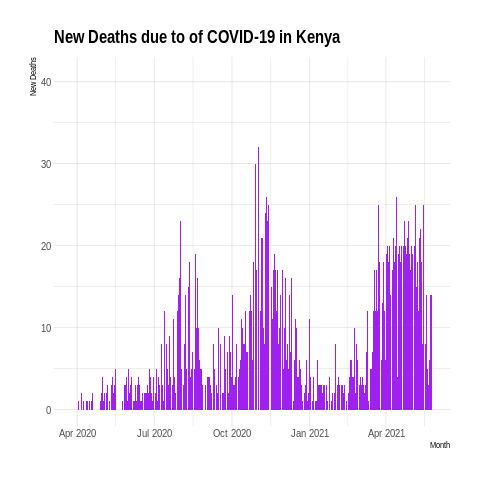 New Deaths due to of COVID-19 in Kenya
New Deaths
40
30
20
10
0
Apr 2020 Jul 2020 Oct 2020 Jan 2021 Apr 2021
Month